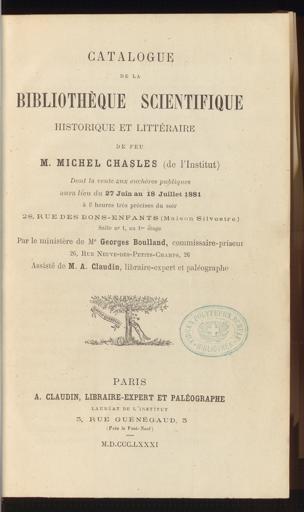 CATALOGUE
DE LA
BIBLIOTHÈQUE SCIENTIFIQUE
HISTORIQUE ET LITTÉRAIRE
DE FEU
M. MICHEL CHASLES (de l'Institut)
Dont la vente aux enchères publiques
aura lieu du 27 Juin au 18 Juillet 1881
à 8 heures très précises du soir
28, RUE DES BONS-ENFANTS (Maison Silvestre)
Salle nº 1, au 1er étage
Par le ministère de Me Georges Boulland, commissaire-priseur
26, RUE NEUVE-DES-PETITS-CHAMPS, 26
Assisté de M. A. Claudin, libraire-expert et paléographe
PARIS
A. CLAUDIN, LIBRAIRE-EXPERT ET PALÉOGRAPHE
LAURÉAT DE L'INSTITUT
3, RUE GUÉNÉGAUD, 3
(Près le Pont-Neuf)
M.D.CCC.LXXXI